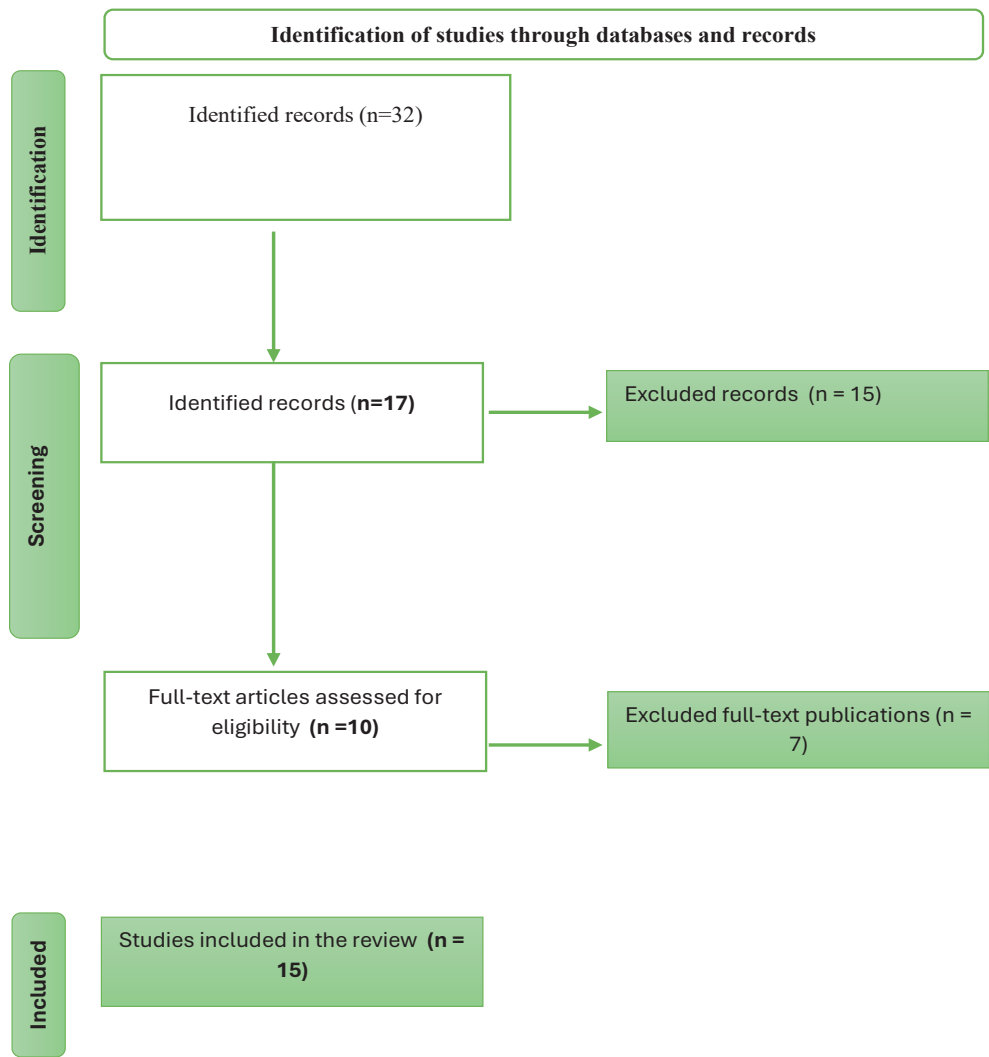 Identification of studies through databases and records
Identification
Identified records (n=32)
Screening
Identified records (n=17)
Excluded records (n = 15)
Full-text articles assessed for
eligibility (n =10)
Excluded full-text publications (n =
7)
Included
Studies included in the review (n =
15)